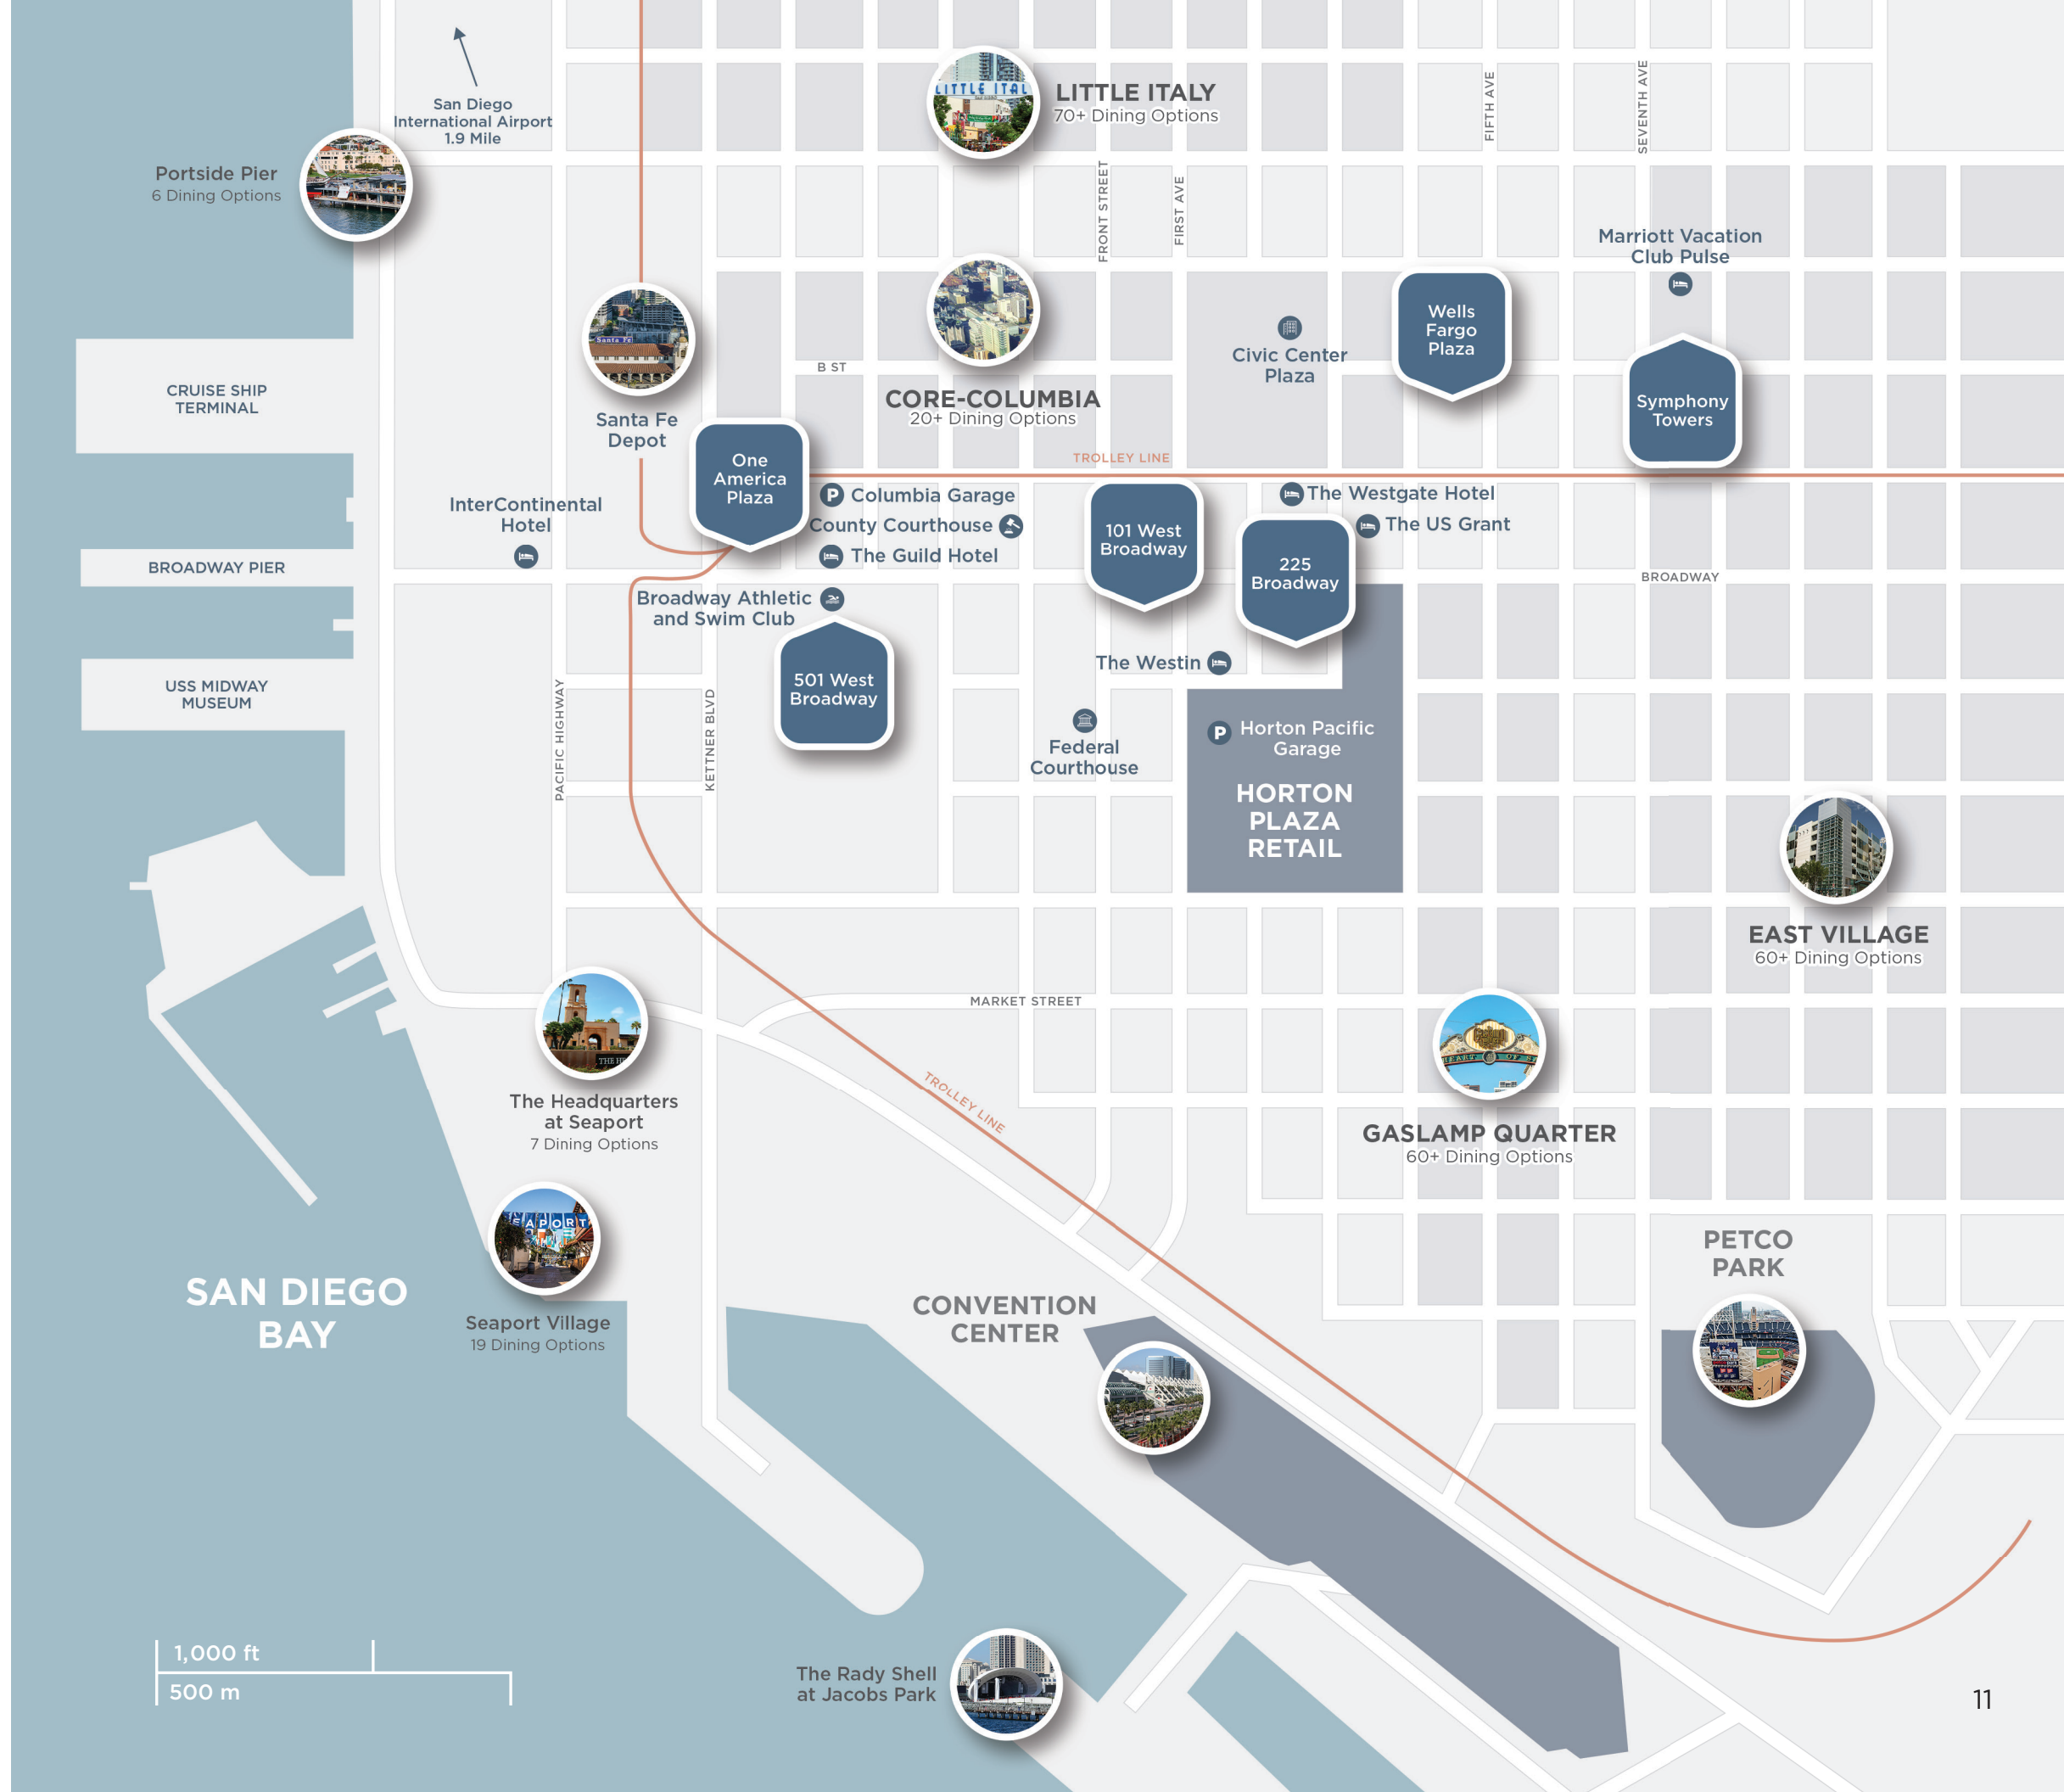 San Diego
International Airport
1.9 Mile
LITTLE ITAL
LITTLE ITALY
70+ Dining Options
FIFTH AVE
SEVENTH AVE
Portside Pier
6 Dining Options
FRONT STREET
FIRST AVE
Marriott Vacation
Club Pulse
Wells
Fargo
Plaza
Santa Fe
Civic Center
Plaza
B ST
CRUISE SHIP
TERMINAL
CORE-COLUMBIA
20+ Dining Options
Symphony
Towers
Santa Fe
Depot
One
America
Plaza
TROLLEY LINE
InterContinental
Hotel
P Columbia Garage
County Courthouse
The Guild Hotel
101 West
Broadway
The Westgate Hotel
The US Grant
225
Broadway
BROADWAY PIER
BROADWAY
Broadway Athletic
and Swim Club
501 West
Broadway
The Westin
USS MIDWAY
MUSEUM
PACIFIC HIGHWAY
KETTNER BLVD
Federal
Courthouse
P Horton Pacific
Garage
HORTON
PLAZA
RETAIL
EAST VILLAGE
60+ Dining Options
MARKET STREET
THE H
The Headquarters
at Seaport
7 Dining Options
TROLLEY LINE
GASLAMP QUARTER
60+ Dining Options
EAPORT
Seaport Village
19 Dining Options
SAN DIEGO
BAY
PETCO
PARK
CONVENTION
CENTER
The Rady Shell
at Jacobs Park
1,000 ft
500 m
11